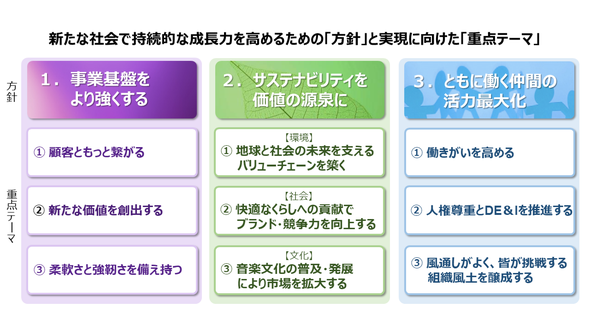 新たな社会で持続的な成長力を高めるための「方針」と実現に向けた「重点テーマ」
方針
1．事業基盤を
より強くする
2．サステナビリティを
価値の源泉に
3．ともに働く仲間の
活力最大化
重点テーマ
① 顧客ともっと繋がる
② 新たな価値を創出する
③ 柔軟さと強靭さを備え持つ
【環境】
① 地球と社会の未来を支える
バリューチェーンを築く
【社会】
② 快適なくらしへの貢献で
ブランド・競争力を向上する
【文化】
③ 音楽文化の普及・発展
により市場を拡大する
① 働きがいを高める
② 人権尊重とDE&Iを推進する
③ 風通しがよく、皆が挑戦する
組織風土を醸成する